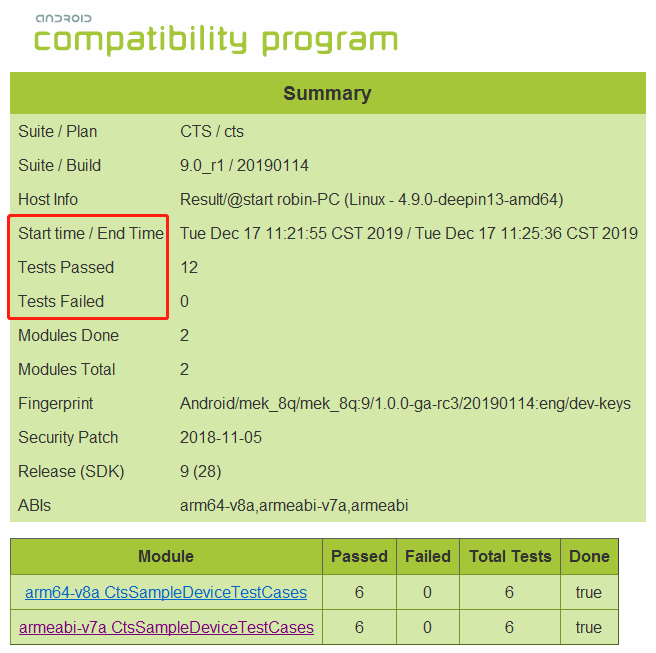 ANDROID
compatibility program
Summary
Suite / Plan CTS / cts
Suite / Build 9.0_r1 / 20190114
Host Info Result/@start robin-PC (Linux - 4.9.0-deepin13-amd64)
Start time / End Time Tue Dec 17 11:21:55 CST 2019 / Tue Dec 17 11:25:36 CST 2019
Tests Passed 12
Tests Failed 0
Modules Done 2
Modules Total 2
Fingerprint Android/mek_8q/mek_8q:9/1.0.0-ga-rc3/20190114:eng/dev-keys
Security Patch 2018-11-05
Release (SDK) 9 (28)
ABIs arm64-v8a,armeabi-v7a,armeabi
Module Passed Failed Total Tests Done
arm64-v8a CtsSampleDeviceTestCases 6 0 6 true
armeabi-v7a CtsSampleDeviceTestCases 6 0 6 true